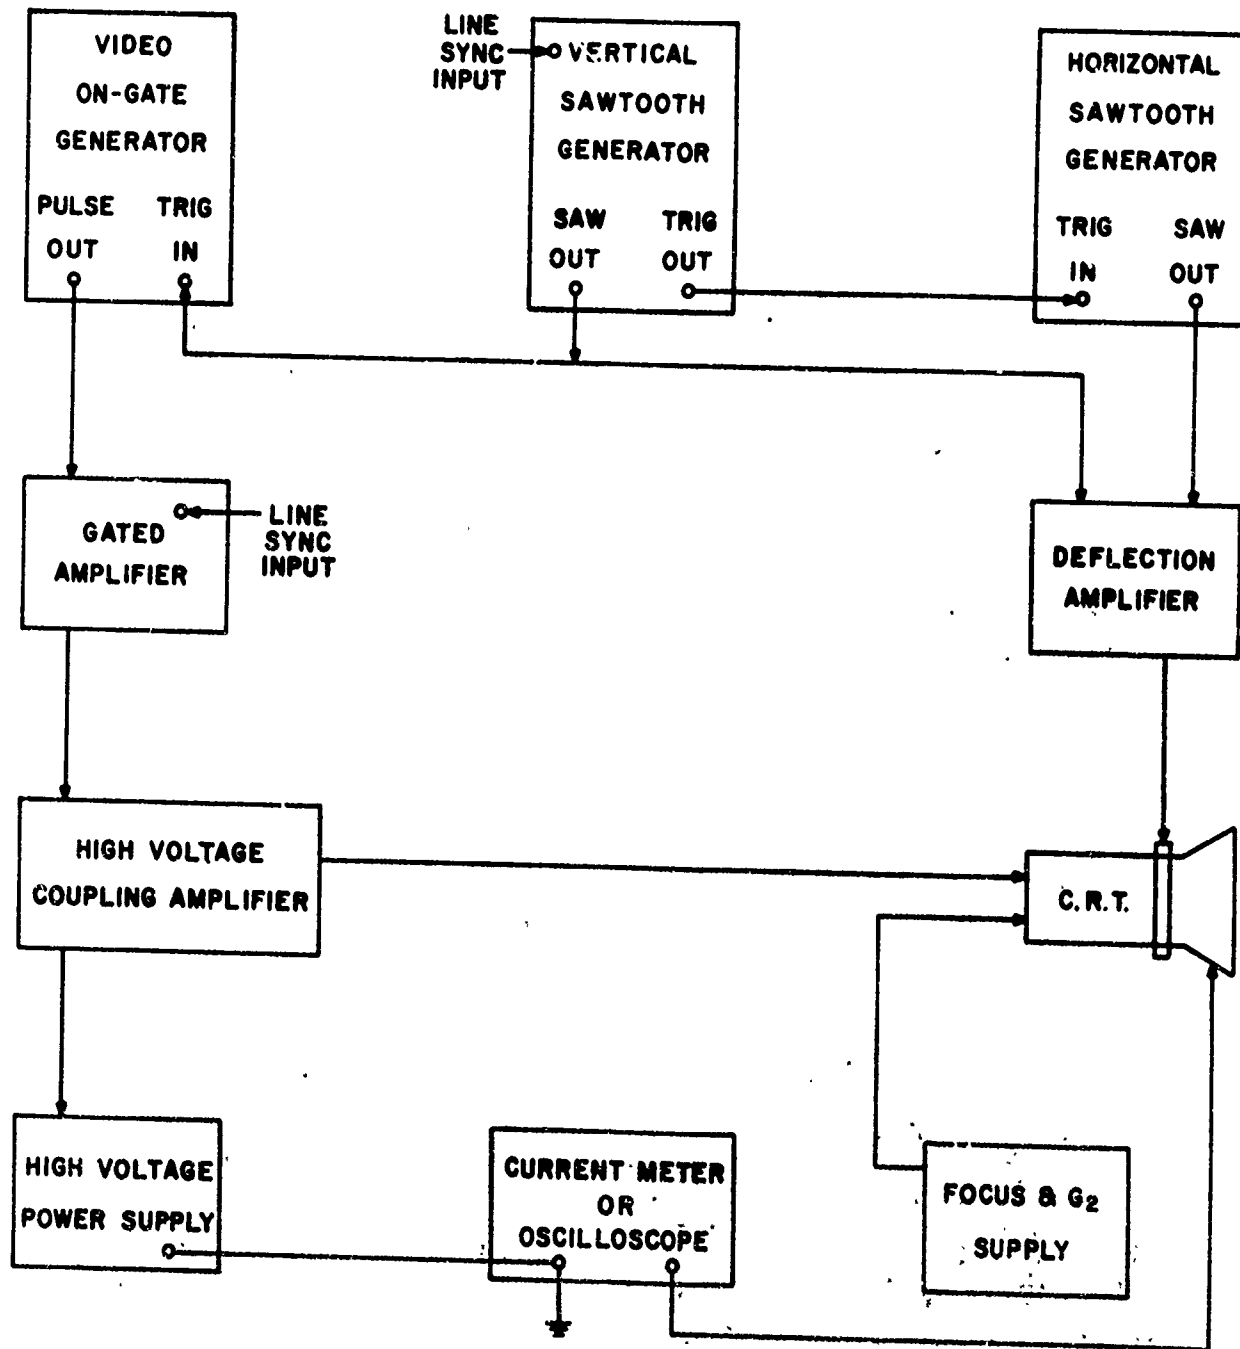 VIDEO
ON-GATE
GENERATOR
PULSE TRIG
OUT IN
LINE
SYNC
INPUT
VERTICAL
SAWTOOTH
GENERATOR
SAW TRIG
OUT OUT
HORIZONTAL
SAWTOOTH
GENERATOR
TRIG SAW
IN OUT
GATED
AMPLIFIER
LINE
SYNC
INPUT
DEFLECTION
AMPLIFIER
HIGH VOLTAGE
COUPLING AMPLIFIER
C.R.T.
HIGH VOLTAGE
POWER SUPPLY
CURRENT METER
OR
OSCILLOSCOPE
FOCUS & G2
SUPPLY